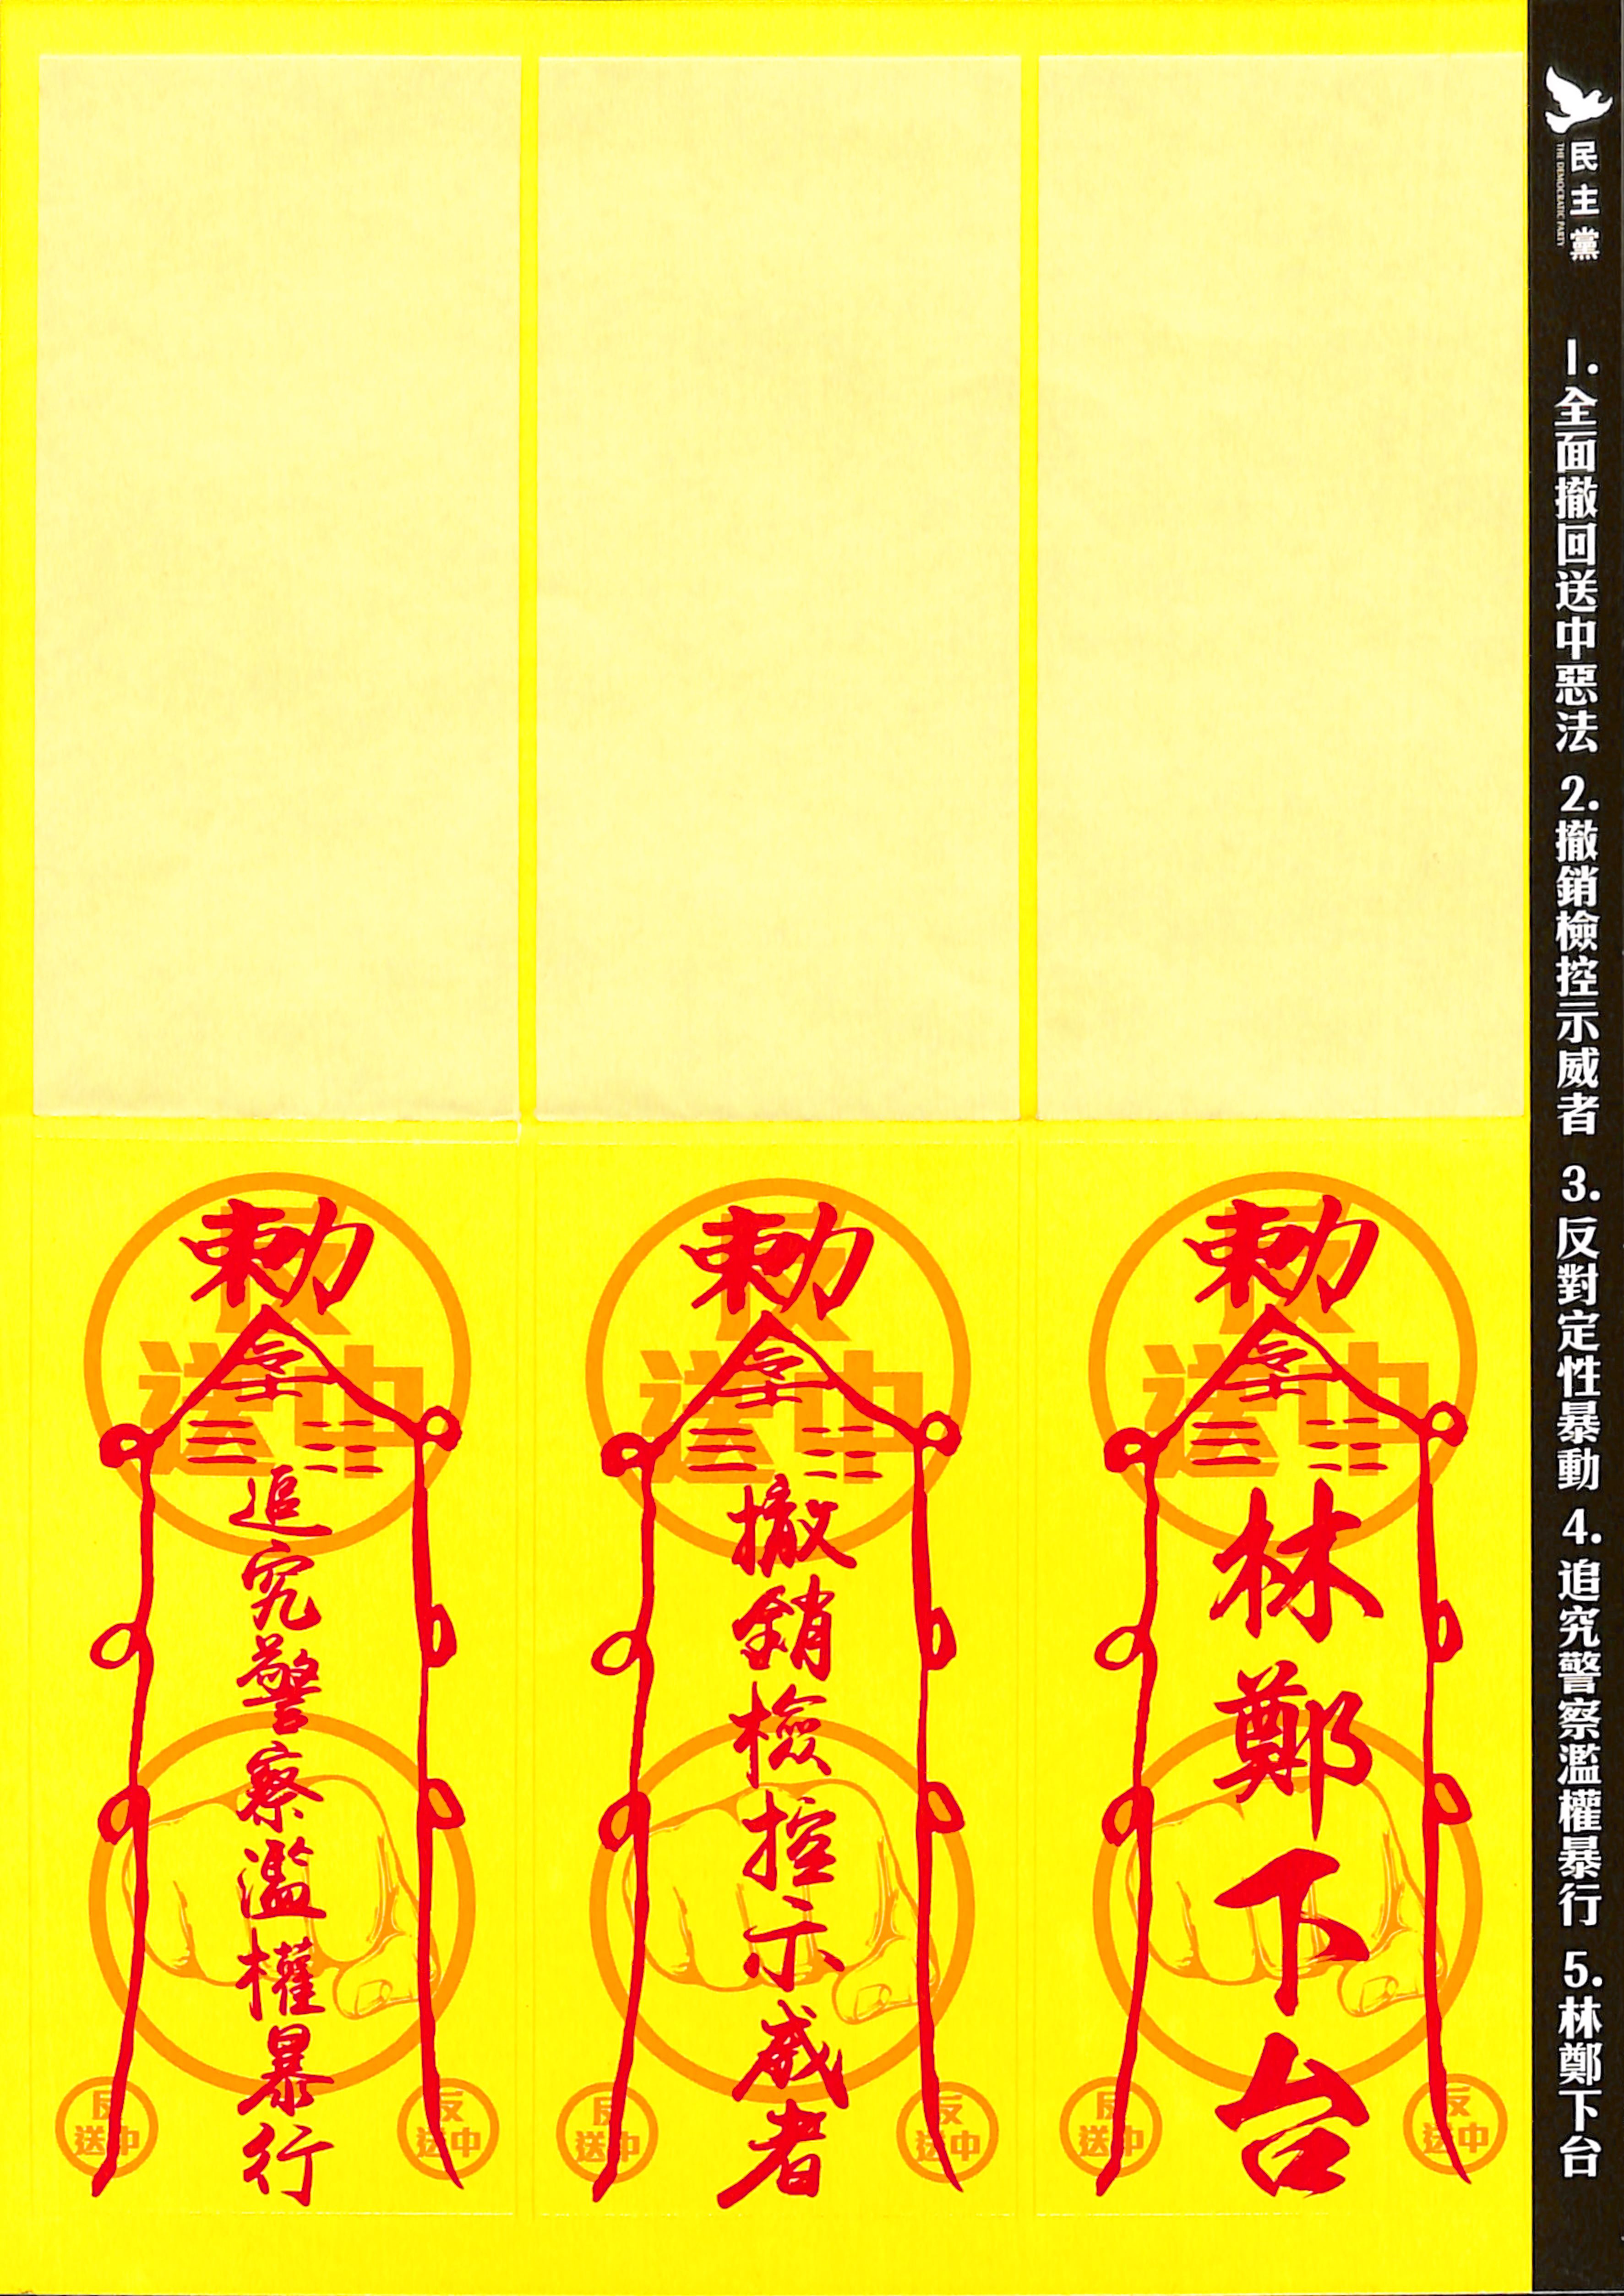 民主黨
THE DEMOCRATIC PARTY
1.全面撤回送中惡法 2.撤銷檢控示威者 3.反對定性暴動 4.追究警察濫權暴行 5.林鄭下台
勅令
林鄭下台
反送中
反送中
反送中
勅令
撤銷檢控示威者
反送中
反送中
反送中
勅令
追究警察濫權暴行
反送中
反送中
反送中